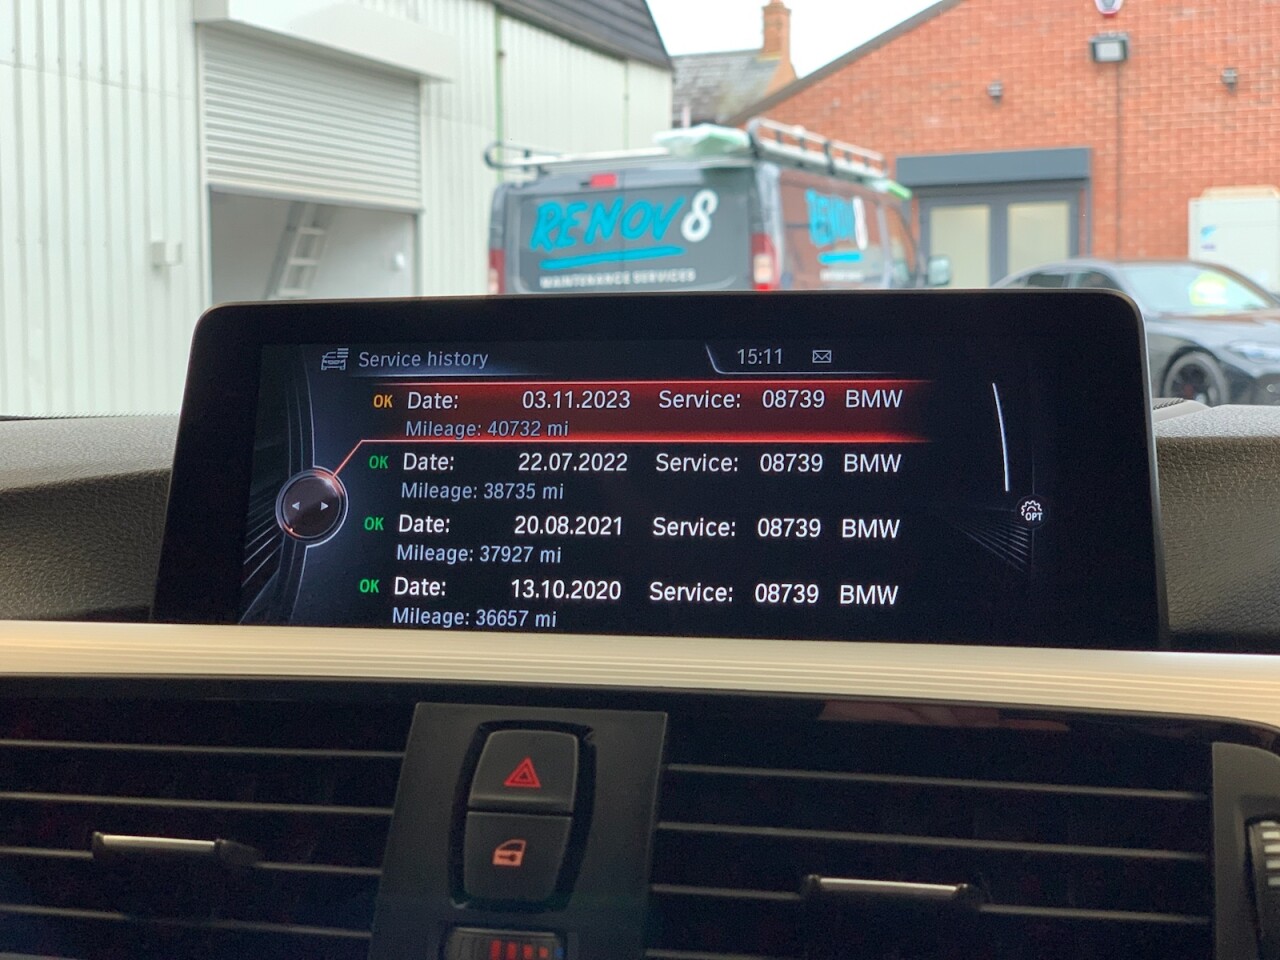 RENOV8
MAINTENANCE SERVICES
Service history 15:11
OK Date: 03.11.2023 Service: 08739 BMW
Mileage: 40732 mi
OK Date: 22.07.2022 Service: 08739 BMW
Mileage: 38735 mi
OK Date: 20.08.2021 Service: 08739 BMW
Mileage: 37927 mi
OK Date: 13.10.2020 Service: 08739 BMW
Mileage: 36657 mi
OPT